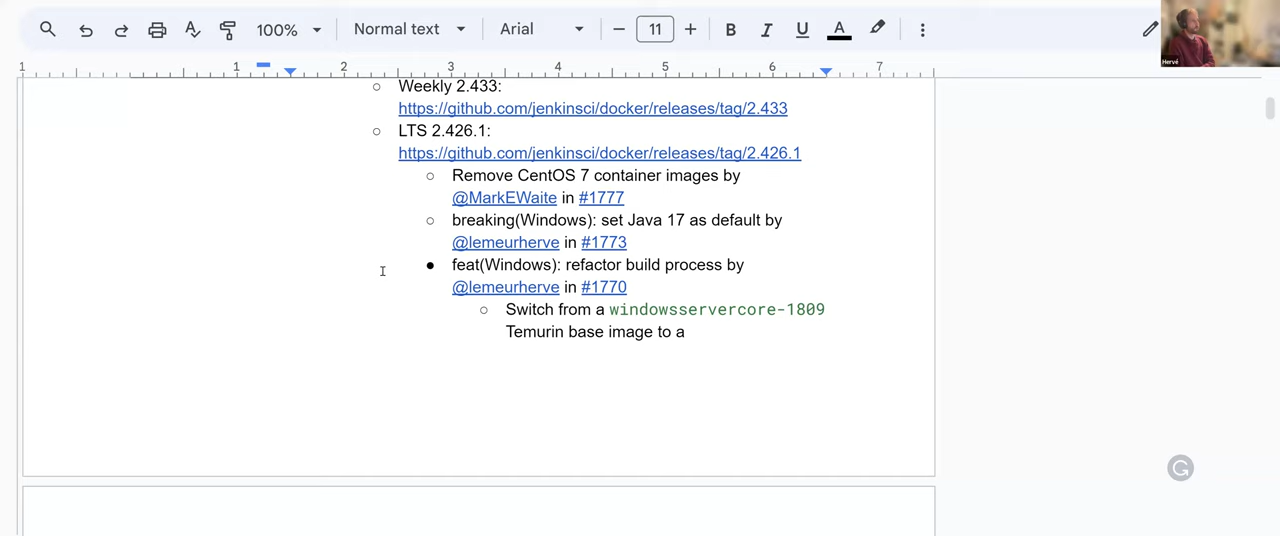 100% Normal text Arial 11 B I U A
Hervé
1 1 2 3 4 5 6 7
Weekly 2.433:
https://github.com/jenkinsci/docker/releases/tag/2.433
LTS 2.426.1:
https://github.com/jenkinsci/docker/releases/tag/2.426.1
Remove CentOS 7 container images by
@MarkEWaite in #1777
breaking(Windows): set Java 17 as default by
@lemeurherve in #1773
feat(Windows): refactor build process by
@lemeurherve in #1770
Switch from a windowsservercore-1809
Temurin base image to a